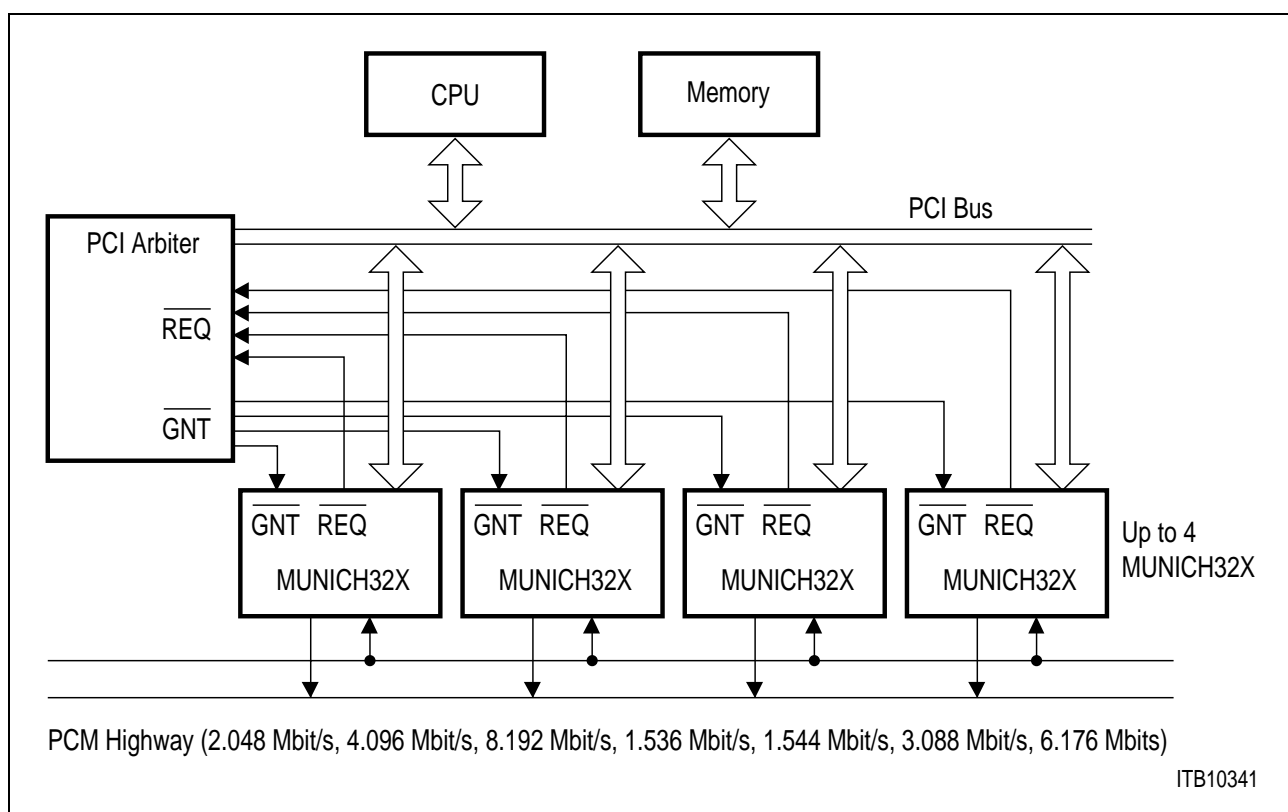 CPU
Memory
PCI Bus
PCI Arbiter
REQ
GNT
GNT REQ
MUNICH32X
GNT REQ
MUNICH32X
GNT REQ
MUNICH32X
GNT REQ
MUNICH32X
Up to 4
MUNICH32X
PCM Highway (2.048 Mbit/s, 4.096 Mbit/s, 8.192 Mbit/s, 1.536 Mbit/s, 1.544 Mbit/s, 3.088 Mbit/s, 6.176 Mbits)
ITB10341